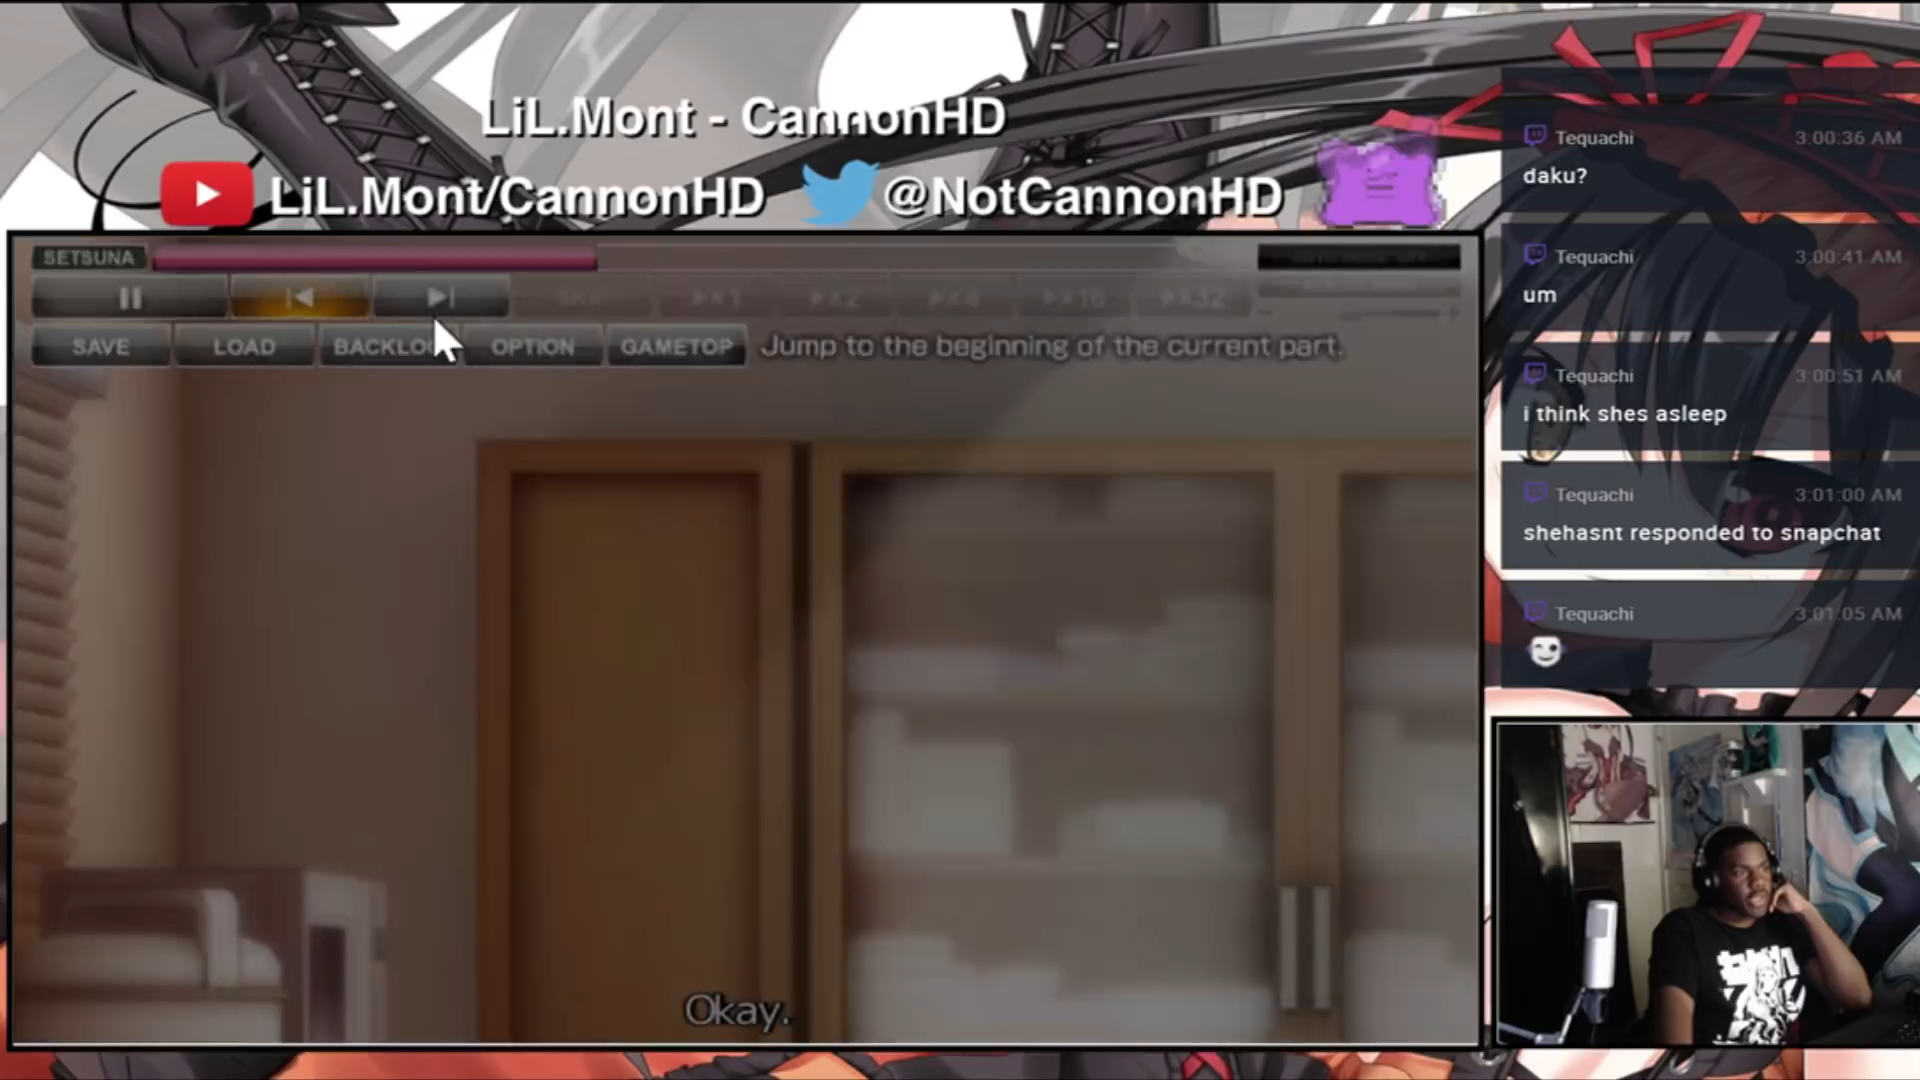 LiL.Mont - CannonHD
LiL.Mont/CannonHD
@NotCannonHD
SETSUNA
SAVE
LOAD
BACKLO
OPTION
GAMETOP
Jump to the beginning of the current part.
Okay.
Tequachi 3:00:36 AM
daku?
Tequachi 3:00:41 AM
um
Tequachi 3:00:51 AM
i think shes asleep
Tequachi 3:01:00 AM
shehasnt responded to snapchat
Tequachi 3:01:05 AM